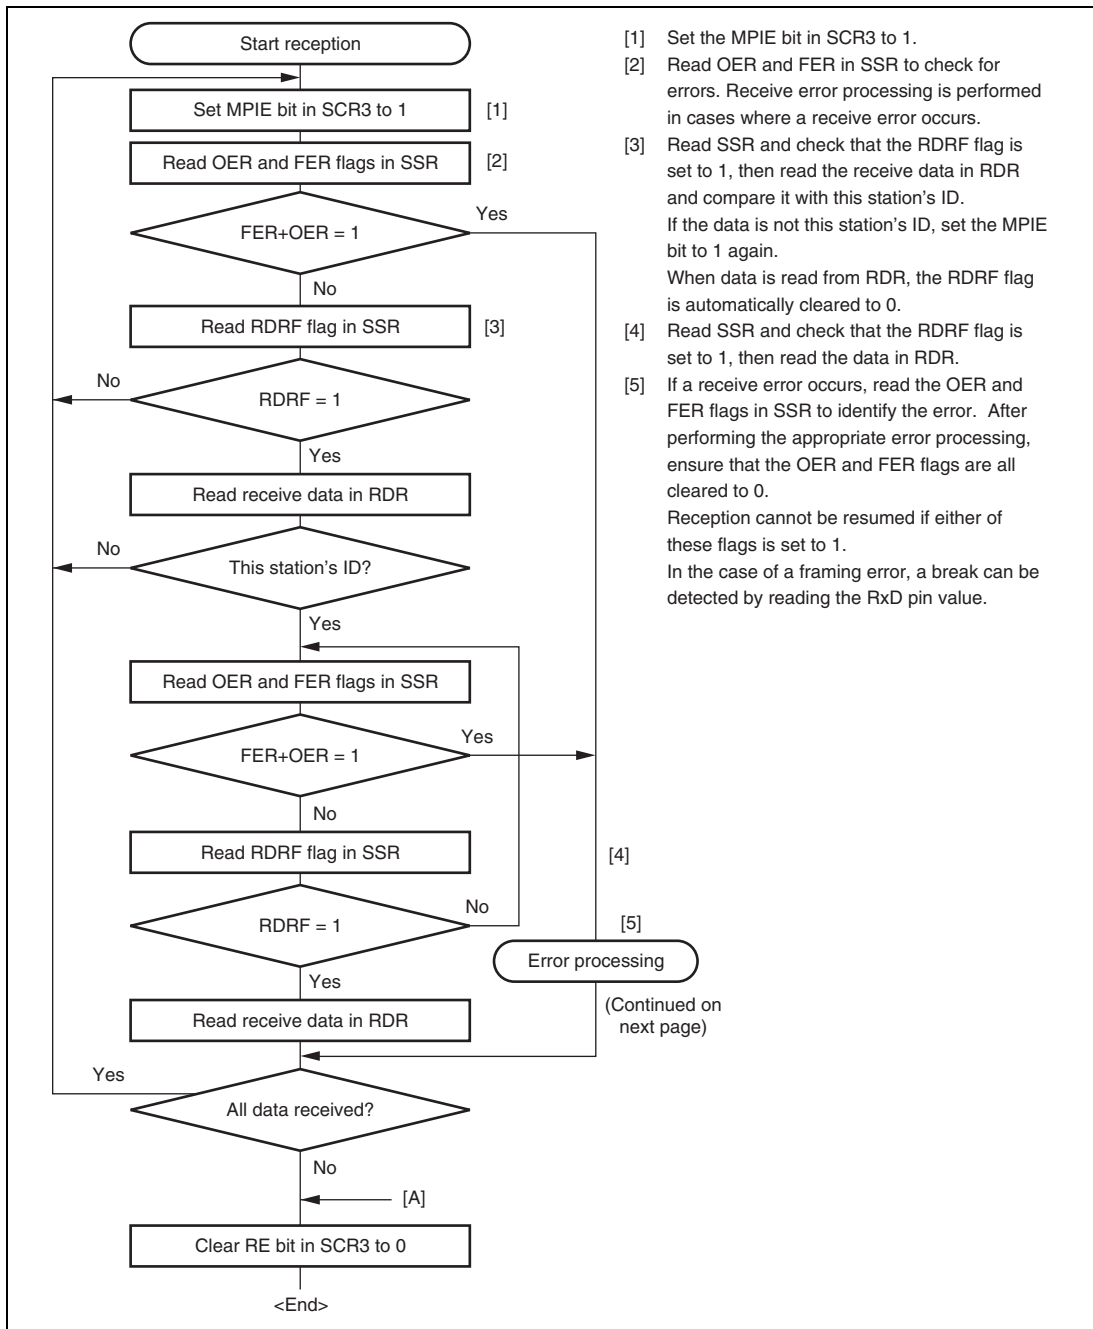 Start reception
Set MPIE bit in SCR3 to 1
[1]
Read OER and FER flags in SSR
[2]
Yes
FER+OER = 1
No
Read RDRF flag in SSR
[3]
No
RDRF = 1
Yes
Read receive data in RDR
No
This station's ID?
Yes
Read OER and FER flags in SSR
Yes
FER+OER = 1
No
Read RDRF flag in SSR
[4]
No
RDRF = 1
[5]
Error processing
Yes
(Continued on
next page)
Read receive data in RDR
Yes
All data received?
No
[A]
Clear RE bit in SCR3 to 0
<End>
[1] Set the MPIE bit in SCR3 to 1.
[2] Read OER and FER in SSR to check for
errors. Receive error processing is performed
in cases where a receive error occurs.
[3] Read SSR and check that the RDRF flag is
set to 1, then read the receive data in RDR
and compare it with this station's ID.
If the data is not this station's ID, set the MPIE
bit to 1 again.
When data is read from RDR, the RDRF flag
is automatically cleared to 0.
[4] Read SSR and check that the RDRF flag is
set to 1, then read the data in RDR.
[5] If a receive error occurs, read the OER and
FER flags in SSR to identify the error. After
performing the appropriate error processing,
ensure that the OER and FER flags are all
cleared to 0.
Reception cannot be resumed if either of
these flags is set to 1.
In the case of a framing error, a break can be
detected by reading the RxD pin value.